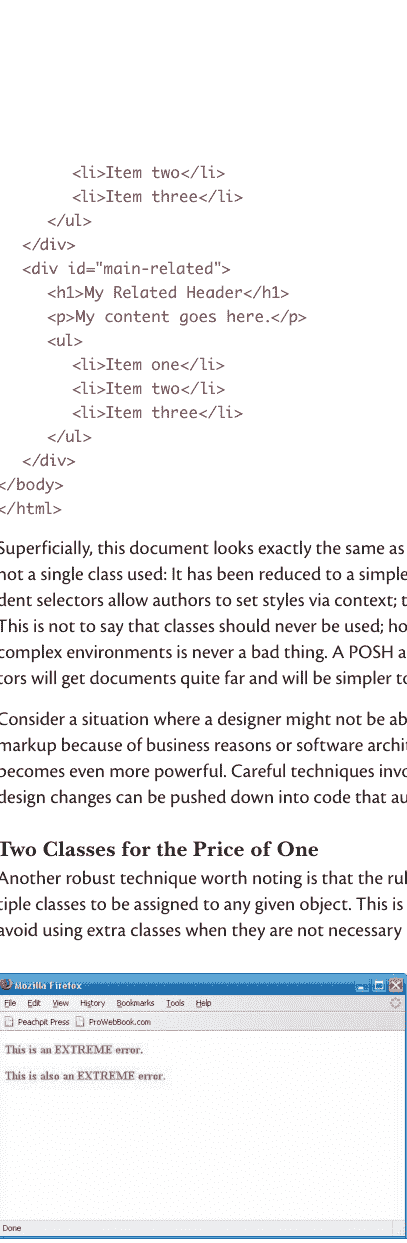 <li>Item two</li>
<li>Item three</li>
</ul>
</div>
<div id="main-related">
<h1>My Related Header</h1>
<p>My content goes here.</p>
<ul>
<li>Item one</li>
<li>Item two</li>
<li>Item three</li>
</ul>
</div>
</body>
</html>
Superficially, this document looks exactly the same as
not a single class used: It has been reduced to a simple
dent selectors allow authors to set styles via context; t
This is not to say that classes should never be used; ho
complex environments is never a bad thing. A POSH a
tors will get documents quite far and will be simpler to
Consider a situation where a designer might not be ab
markup because of business reasons or software archit
becomes even more powerful. Careful techniques invo
design changes can be pushed down into code that au
Two Classes for the Price of One
Another robust technique worth noting is that the rul
tiple classes to be assigned to any given object. This is
avoid using extra classes when they are not necessary
Mozilla Firefox
File Edit View History Bookmarks Tools Help
Peachpit Press ProWebBook.com
This is an EXTREME error.
This is also an EXTREME error.
Done